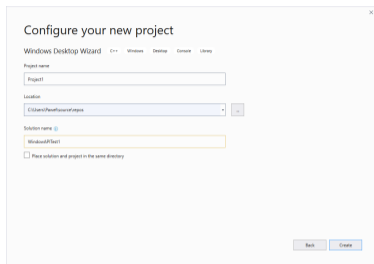 Configure your new project
Windows Desktop Wizard C++ Windows Desktop Console Library
Project name
Project1
Location
Solution name
Place solution and project in the same directory
Back Create